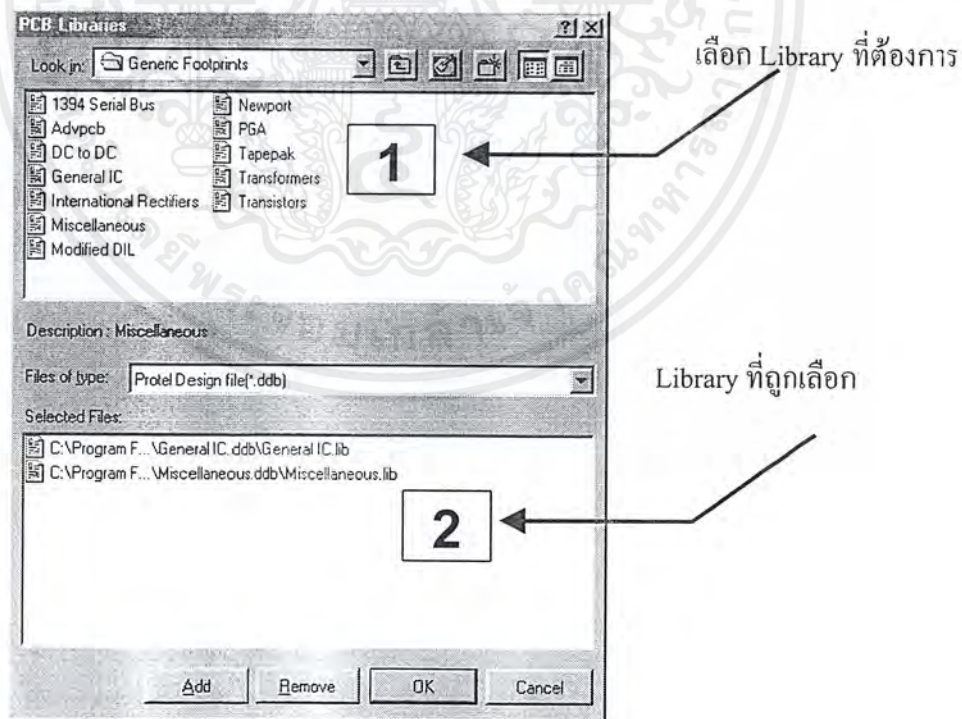 PCB Libraries
Look in: Generic Footprints
1394 Serial Bus
Advpcb
DC to DC
General IC
International Rectifiers
Miscellaneous
Modified DIL
Newport
PGA
Tapepak
Transformers
Transistors
1
เลือก Library ที่ต้องการ
Description : Miscellaneous
Files of type: Protel Design file(*.ddb)
Selected Files:
C:\Program F...\General IC.ddb\General IC.lib
C:\Program F...\Miscellaneous.ddb\Miscellaneous.lib
2
Library ที่ถูกเลือก
Add Remove OK Cancel